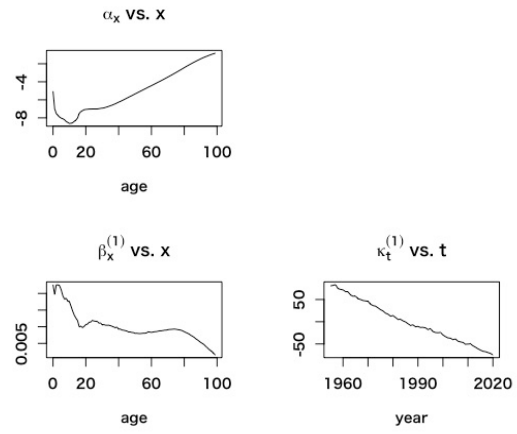 αx vs. x
-4
-8
0 20 60 100
age
βx(1) vs. x
0.005
0 20 60 100
age
κt(1) vs. t
50
-50
1960 1990 2020
year